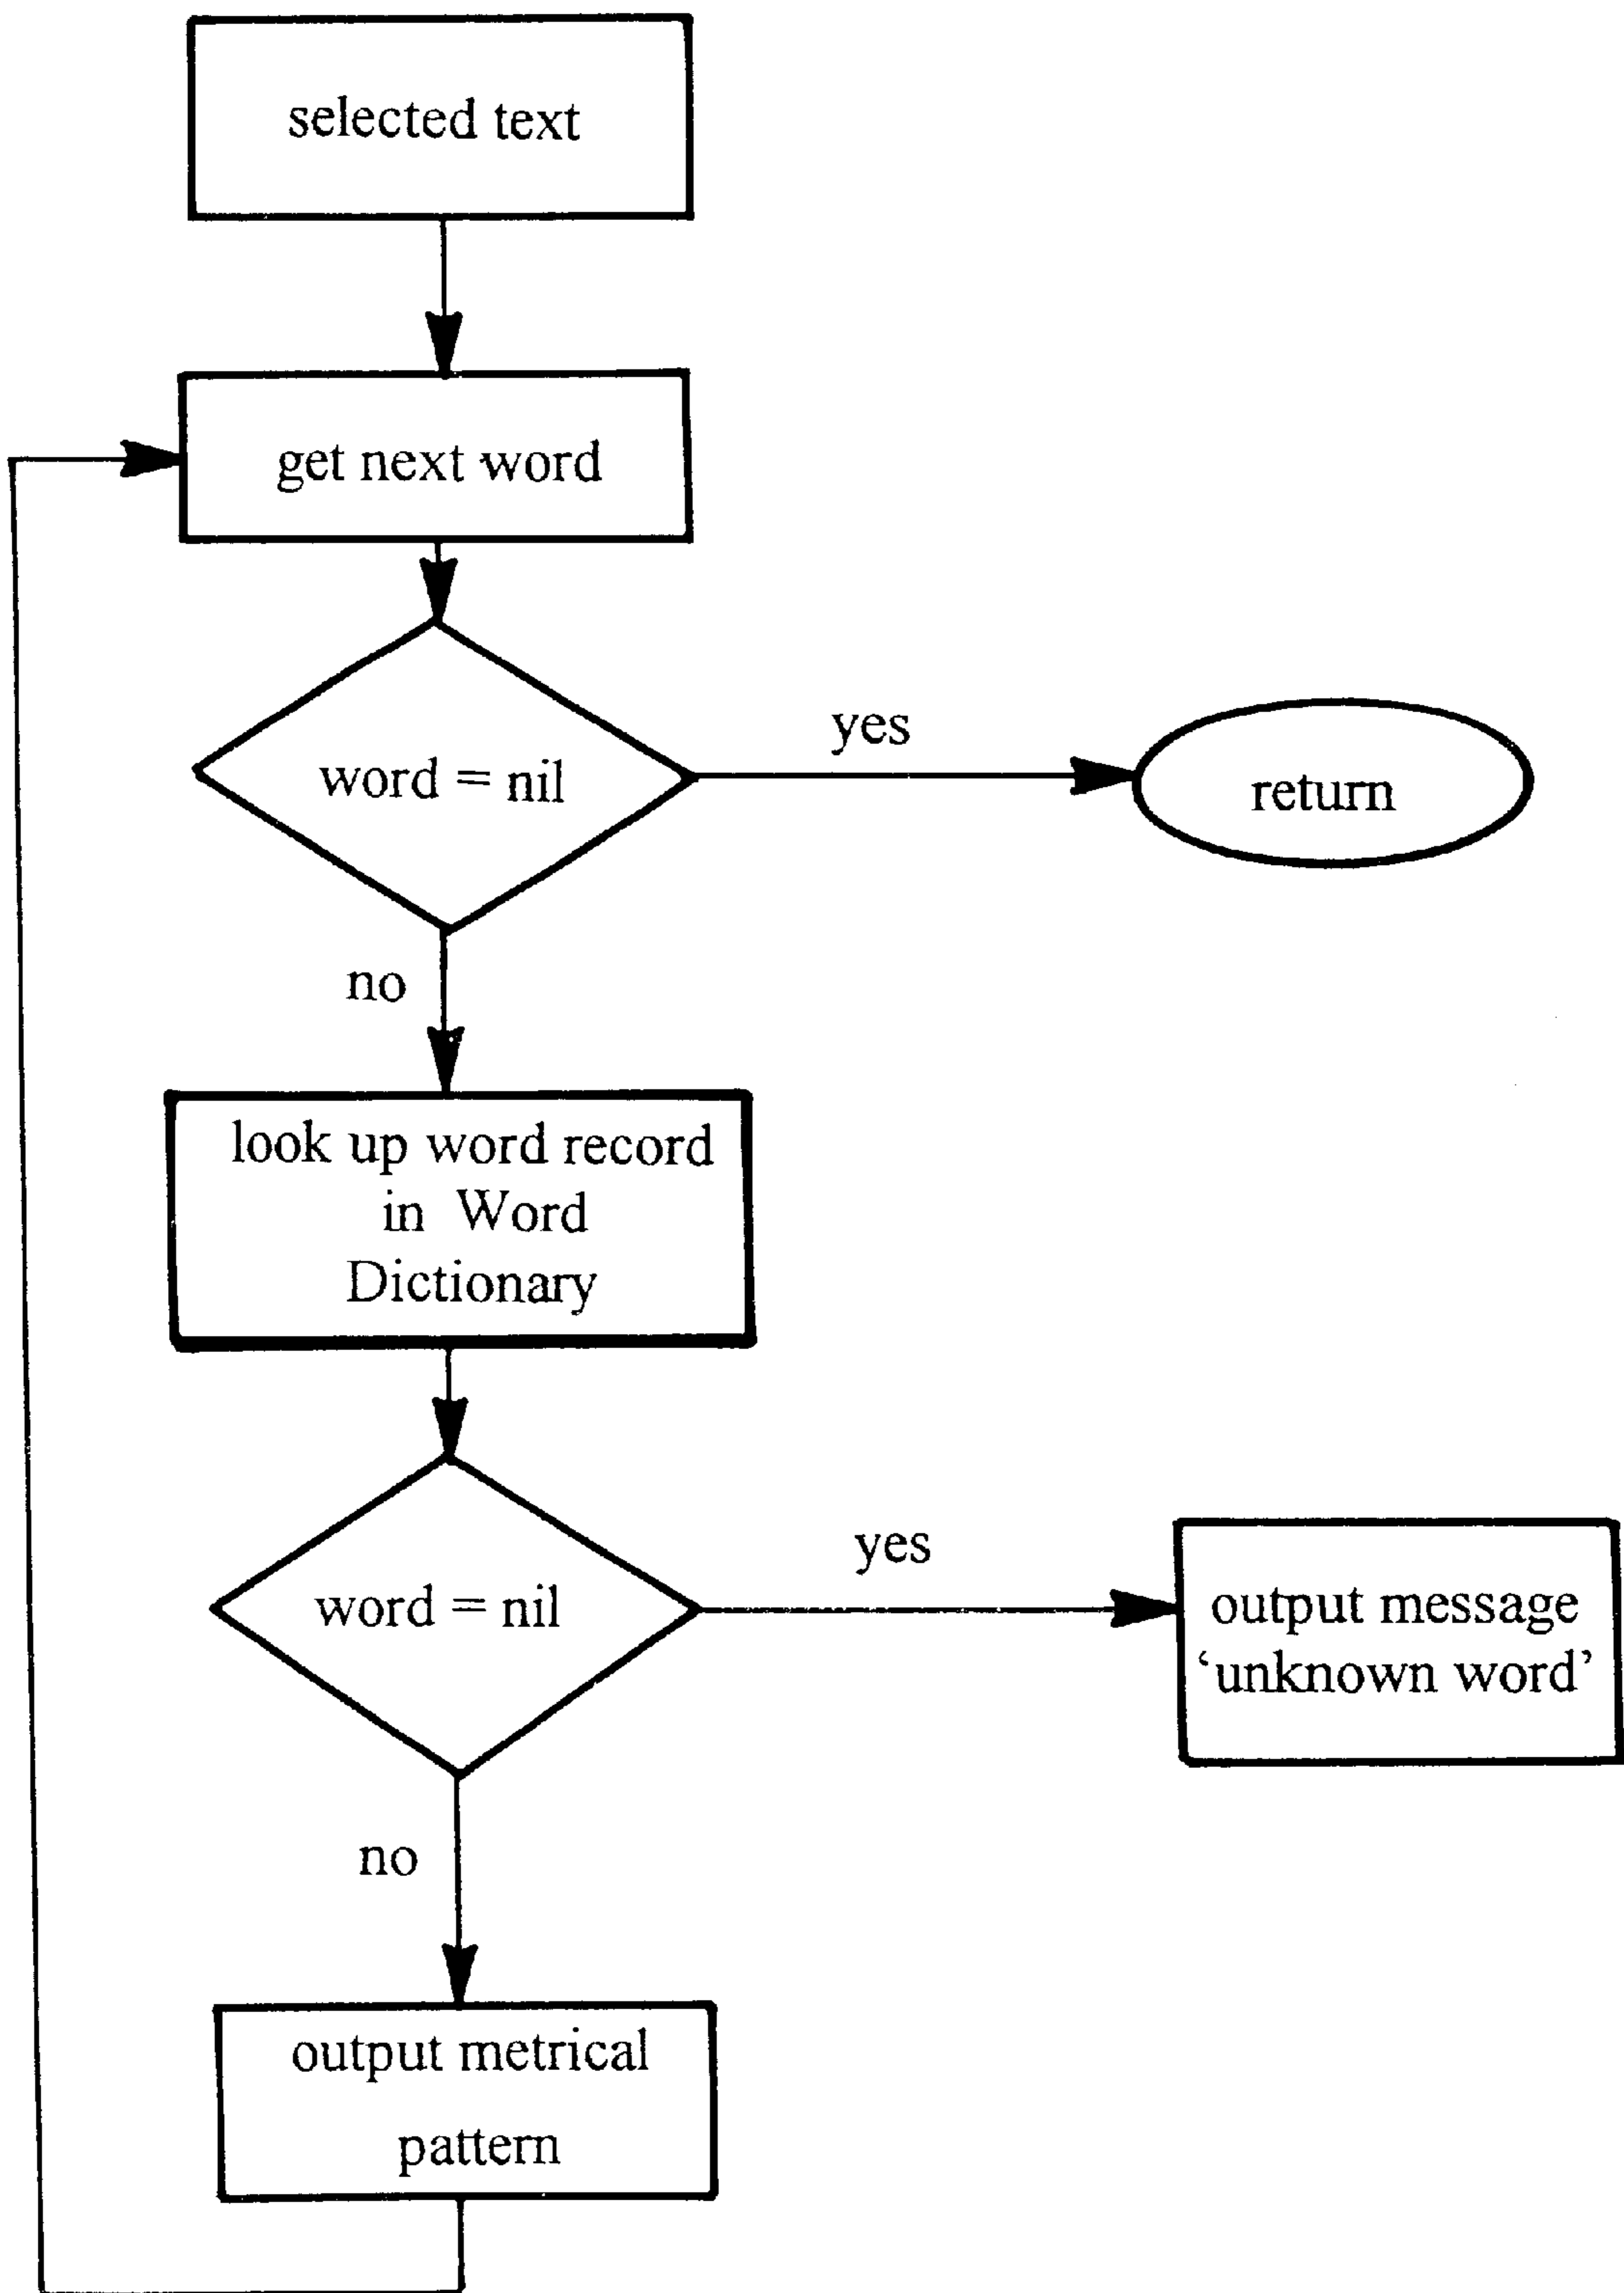 selected text
get next word
word = nil
yes
return
no
look up word record
in Word
Dictionary
word = nil
yes
output message
‘unknown word’
no
output metrical
pattern